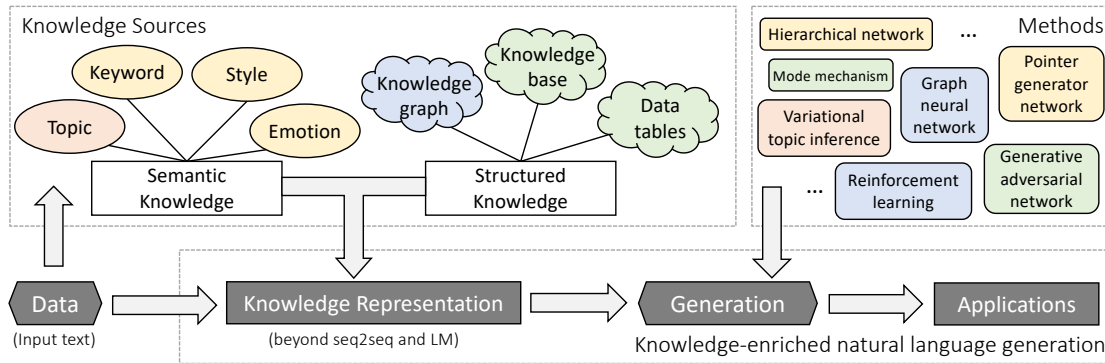 Knowledge Sources
Keyword
Style
Topic
Emotion
Semantic
Knowledge
Knowledge
graph
Knowledge
base
Data
tables
Structured
Knowledge
Methods
Hierarchical network
...
Mode mechanism
Pointer
generator
network
Graph
neural
network
Variational
topic inference
...
Reinforcement
learning
Generative
adversarial
network
Data
(Input text)
Knowledge Representation
(beyond seq2seq and LM)
Generation
Applications
Knowledge-enriched natural language generation